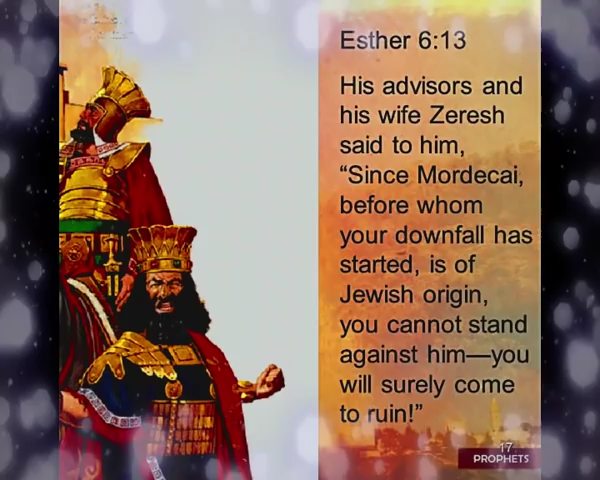 Esther 6:13
His advisors and
his wife Zeresh
said to him,
“Since Mordecai,
before whom
your downfall has
started, is of
Jewish origin,
you cannot stand
against him—you
will surely come
to ruin!”
17
PROPHETS